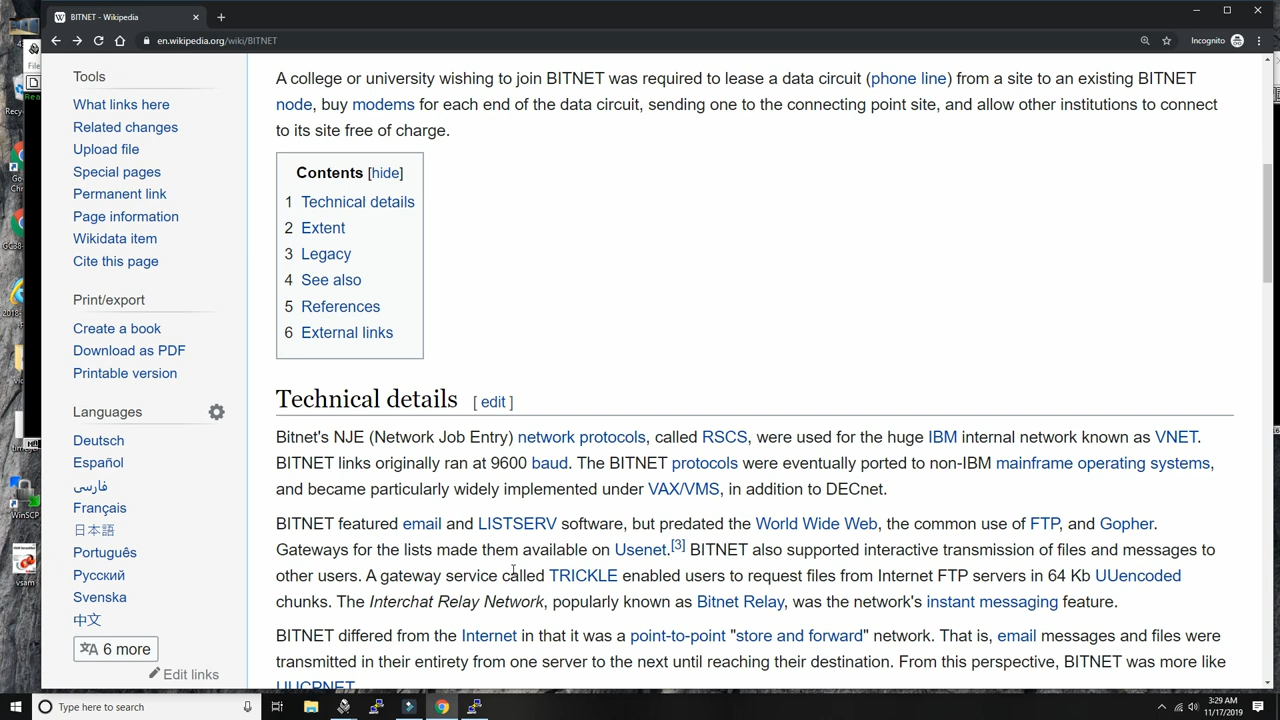 BITNET - Wikipedia
en.wikipedia.org/wiki/BITNET
Incognito
Tools
What links here
Related changes
Upload file
Special pages
Permanent link
Page information
Wikidata item
Cite this page
Print/export
Create a book
Download as PDF
Printable version
Languages
Deutsch
Español
فارسی
Français
日本語
Português
Русский
Svenska
中文
6 more
Edit links
A college or university wishing to join BITNET was required to lease a data circuit (phone line) from a site to an existing BITNET
node, buy modems for each end of the data circuit, sending one to the connecting point site, and allow other institutions to connect
to its site free of charge.
Contents [hide]
1 Technical details
2 Extent
3 Legacy
4 See also
5 References
6 External links
Technical details [ edit ]
Bitnet's NJE (Network Job Entry) network protocols, called RSCS, were used for the huge IBM internal network known as VNET.
BITNET links originally ran at 9600 baud. The BITNET protocols were eventually ported to non-IBM mainframe operating systems,
and became particularly widely implemented under VAX/VMS, in addition to DECnet.
BITNET featured email and LISTSERV software, but predated the World Wide Web, the common use of FTP, and Gopher.
Gateways for the lists made them available on Usenet.[3] BITNET also supported interactive transmission of files and messages to
other users. A gateway service called TRICKLE enabled users to request files from Internet FTP servers in 64 Kb UUencoded
chunks. The Interchat Relay Network, popularly known as Bitnet Relay, was the network's instant messaging feature.
BITNET differed from the Internet in that it was a point-to-point "store and forward" network. That is, email messages and files were
transmitted in their entirety from one server to the next until reaching their destination. From this perspective, BITNET was more like
UUCPNET.
File
Recy
WinSCP
vsam
Type here to search
3:29 AM
11/17/2019